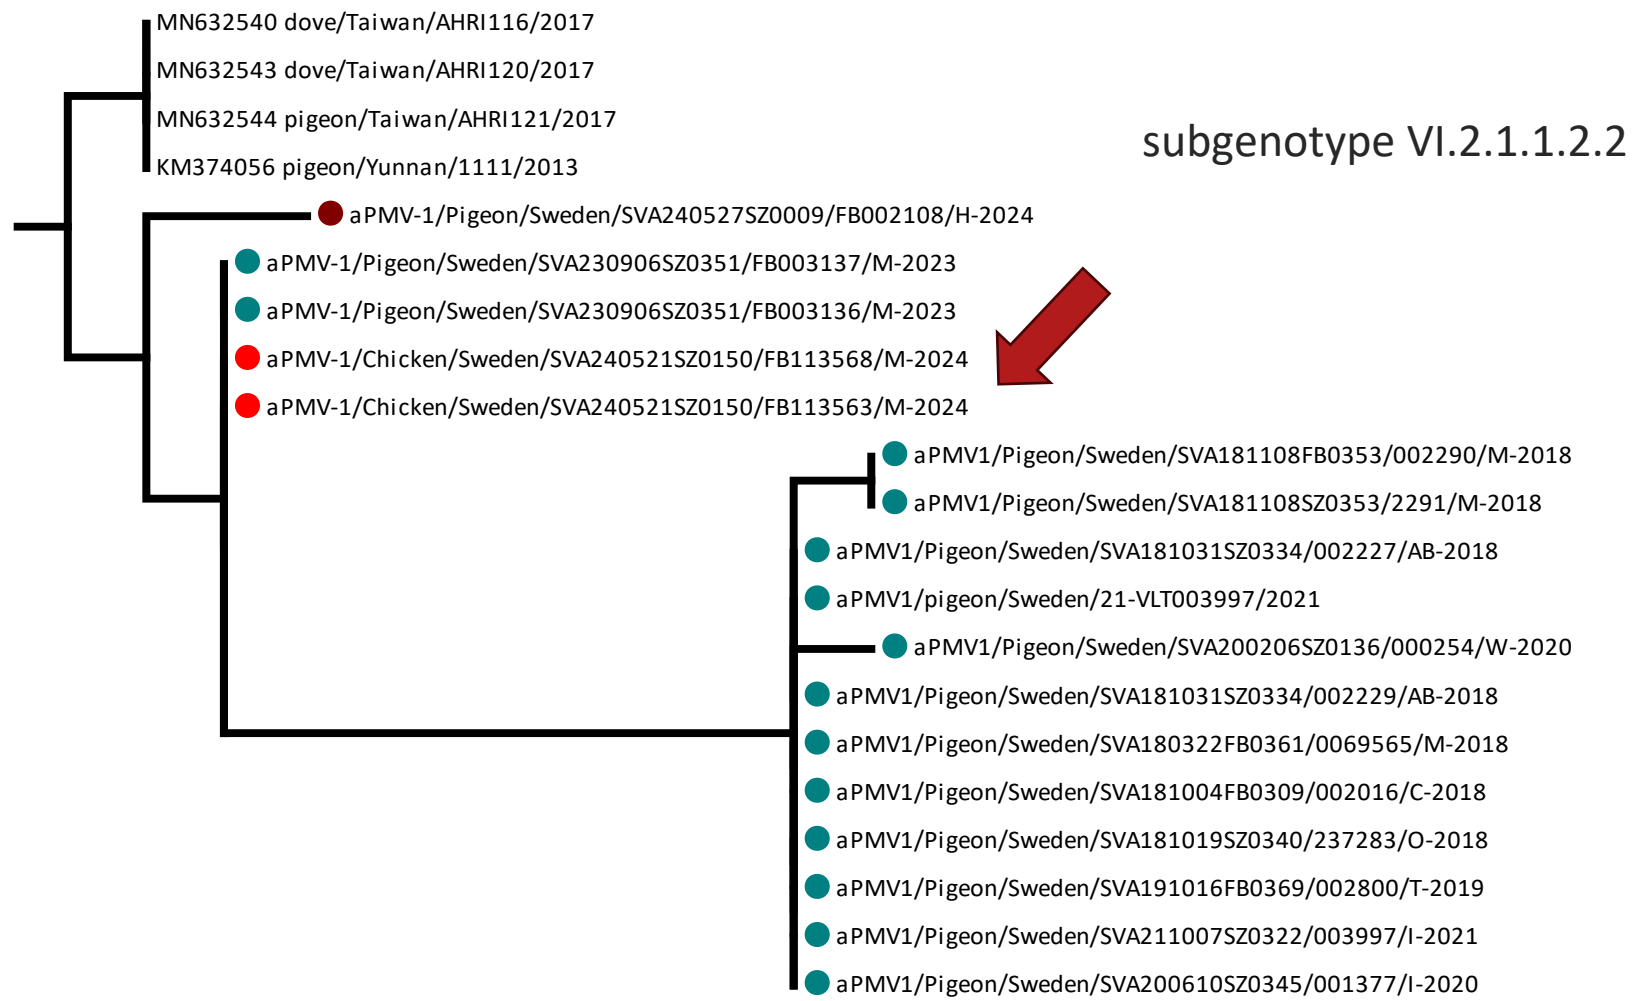 MN632540 dove/Taiwan/AHRI116/2017
MN632543 dove/Taiwan/AHRI120/2017
MN632544 pigeon/Taiwan/AHRI121/2017
subgenotype VI.2.1.1.2.2
KM374056 pigeon/Yunnan/1111/2013
aPMV-1/Pigeon/Sweden/SVA240527SZ0009/FB002108/H-2024
aPMV-1/Pigeon/Sweden/SVA230906SZ0351/FB003137/M-2023
aPMV-1/Pigeon/Sweden/SVA230906SZ0351/FB003136/M-2023
aPMV-1/Chicken/Sweden/SVA240521SZ0150/FB113568/M-2024
aPMV-1/Chicken/Sweden/SVA240521SZ0150/FB113563/M-2024
aPMV1/Pigeon/Sweden/SVA181108FB0353/002290/M-2018
aPMV1/Pigeon/Sweden/SVA181108SZ0353/2291/M-2018
aPMV1/Pigeon/Sweden/SVA181031SZ0334/002227/AB-2018
aPMV1/pigeon/Sweden/21-VLT003997/2021
aPMV1/Pigeon/Sweden/SVA200206SZ0136/000254/W-2020
aPMV1/Pigeon/Sweden/SVA181031SZ0334/002229/AB-2018
aPMV1/Pigeon/Sweden/SVA180322FB0361/0069565/M-2018
aPMV1/Pigeon/Sweden/SVA181004FB0309/002016/C-2018
aPMV1/Pigeon/Sweden/SVA181019SZ0340/237283/O-2018
aPMV1/Pigeon/Sweden/SVA191016FB0369/002800/T-2019
aPMV1/Pigeon/Sweden/SVA211007SZ0322/003997/I-2021
aPMV1/Pigeon/Sweden/SVA200610SZ0345/001377/I-2020